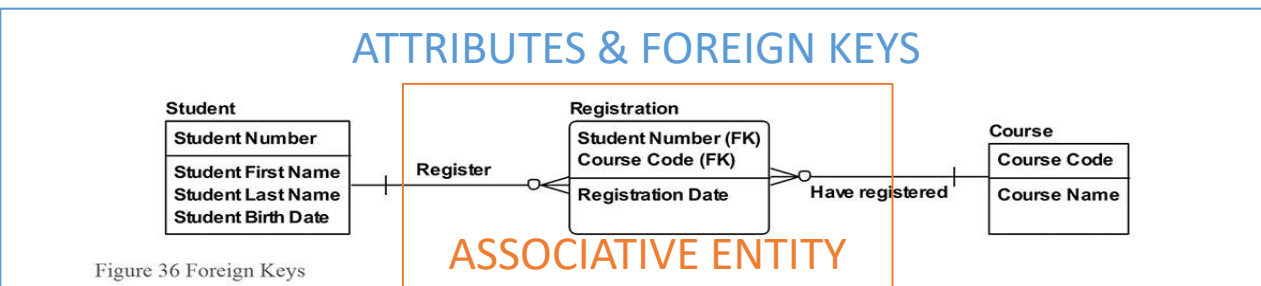 ATTRIBUTES & FOREIGN KEYS
Student
Student Number
Student First Name
Student Last Name
Student Birth Date
Register
Registration
Student Number (FK)
Course Code (FK)
Registration Date
Have registered
Course
Course Code
Course Name
ASSOCIATIVE ENTITY
Figure 36 Foreign Keys